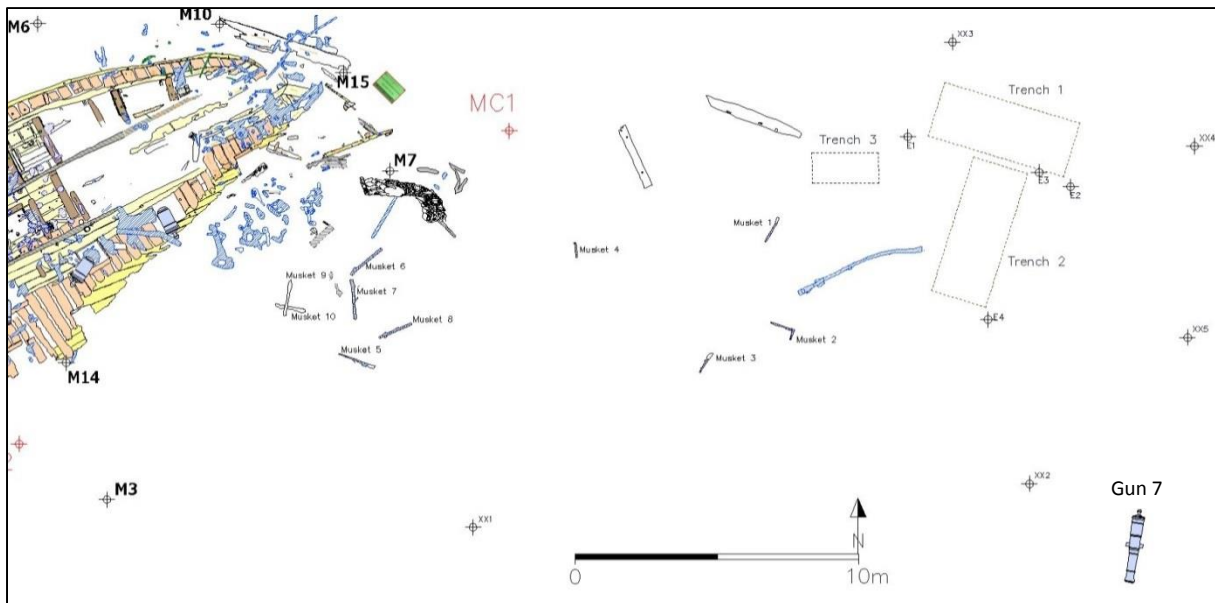 M6
M10
XX3
M15
MC1
Trench 1
Trench 3
E1
XX4
M7
E3
E2
Musket 1
Musket 4
Musket 6
Musket 9
Musket 7
Trench 2
Musket 10
Musket 8
E4
Musket 2
XX5
Musket 5
Musket 3
M14
M3
XX2
Gun 7
XX1
N
0
10m